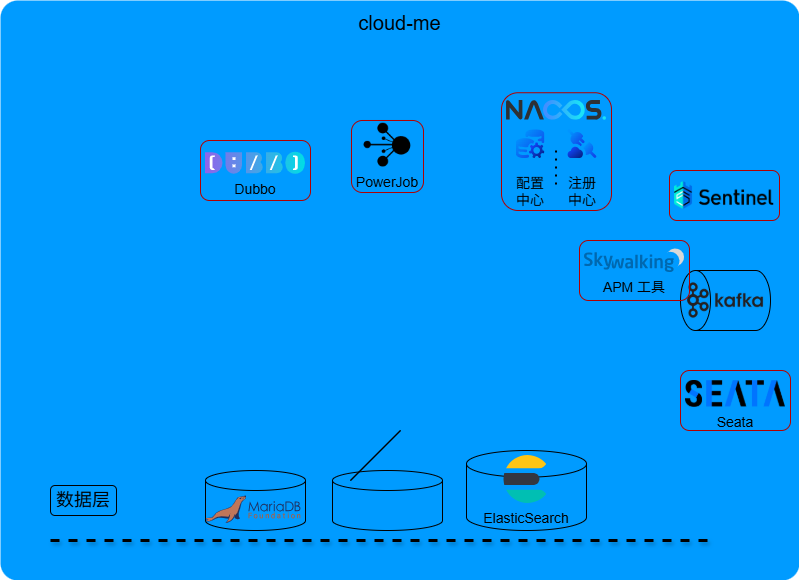 cloud-me
NACOS.
[://]
Dubbo
PowerJob
配置
中心
注册
中心
Sentinel
Skywalking
APM 工具
kafka
SEATA
Seata
数据层
MariaDB
FOUNDATION
ElasticSearch